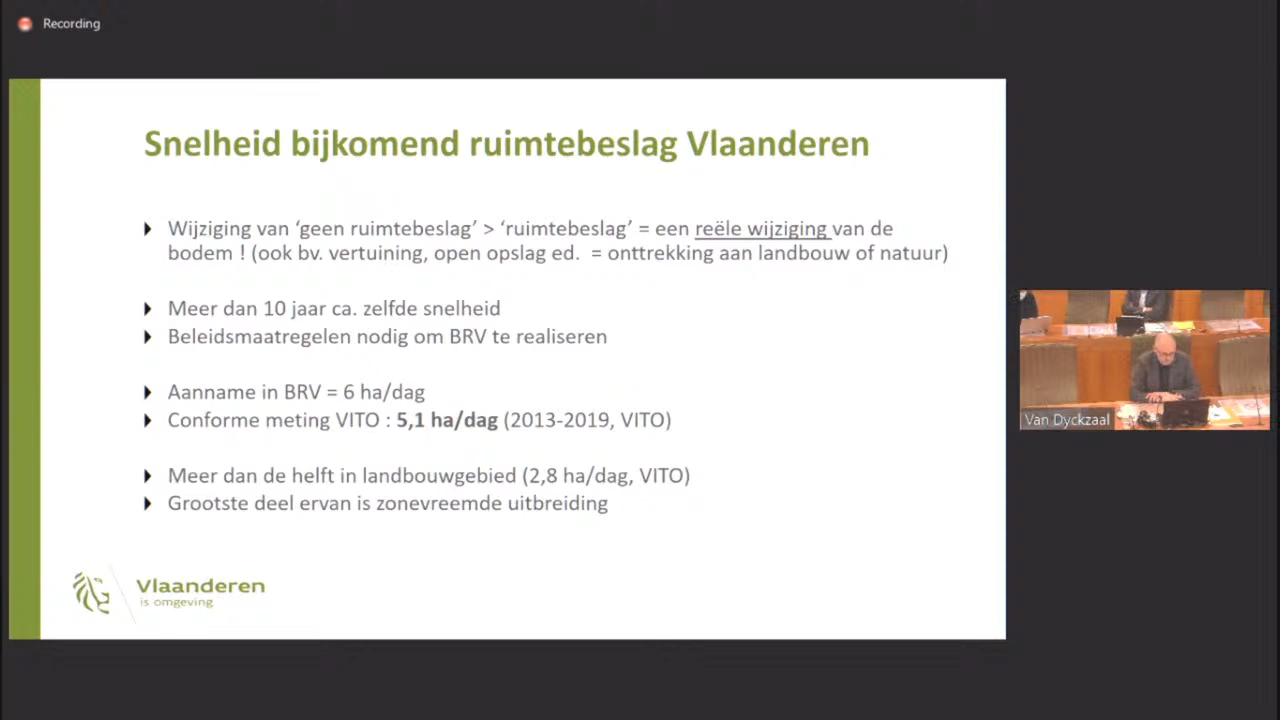 Recording
Snelheid bijkomend ruimtebeslag Vlaanderen
Wijziging van ‘geen ruimtebeslag’ > ‘ruimtebeslag’ = een reële wijziging van de
bodem ! (ook bv. vertuining, open opslag ed. = onttrekking aan landbouw of natuur)
Meer dan 10 jaar ca. zelfde snelheid
Beleidsmaatregelen nodig om BRV te realiseren
Aanname in BRV = 6 ha/dag
Conforme meting VITO : 5,1 ha/dag (2013-2019, VITO)
Meer dan de helft in landbouwgebied (2,8 ha/dag, VITO)
Grootste deel ervan is zonevreemde uitbreiding
Vlaanderen
is omgeving
Van Dyckzaal